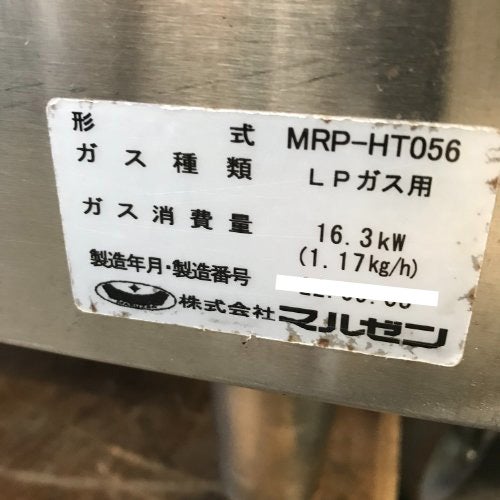 形式 MRP-HT056
ガス種類 LPガス用
ガス消費量 16.3kW
(1.17kg/h)
製造年月・製造番号
株式会社マルゼン